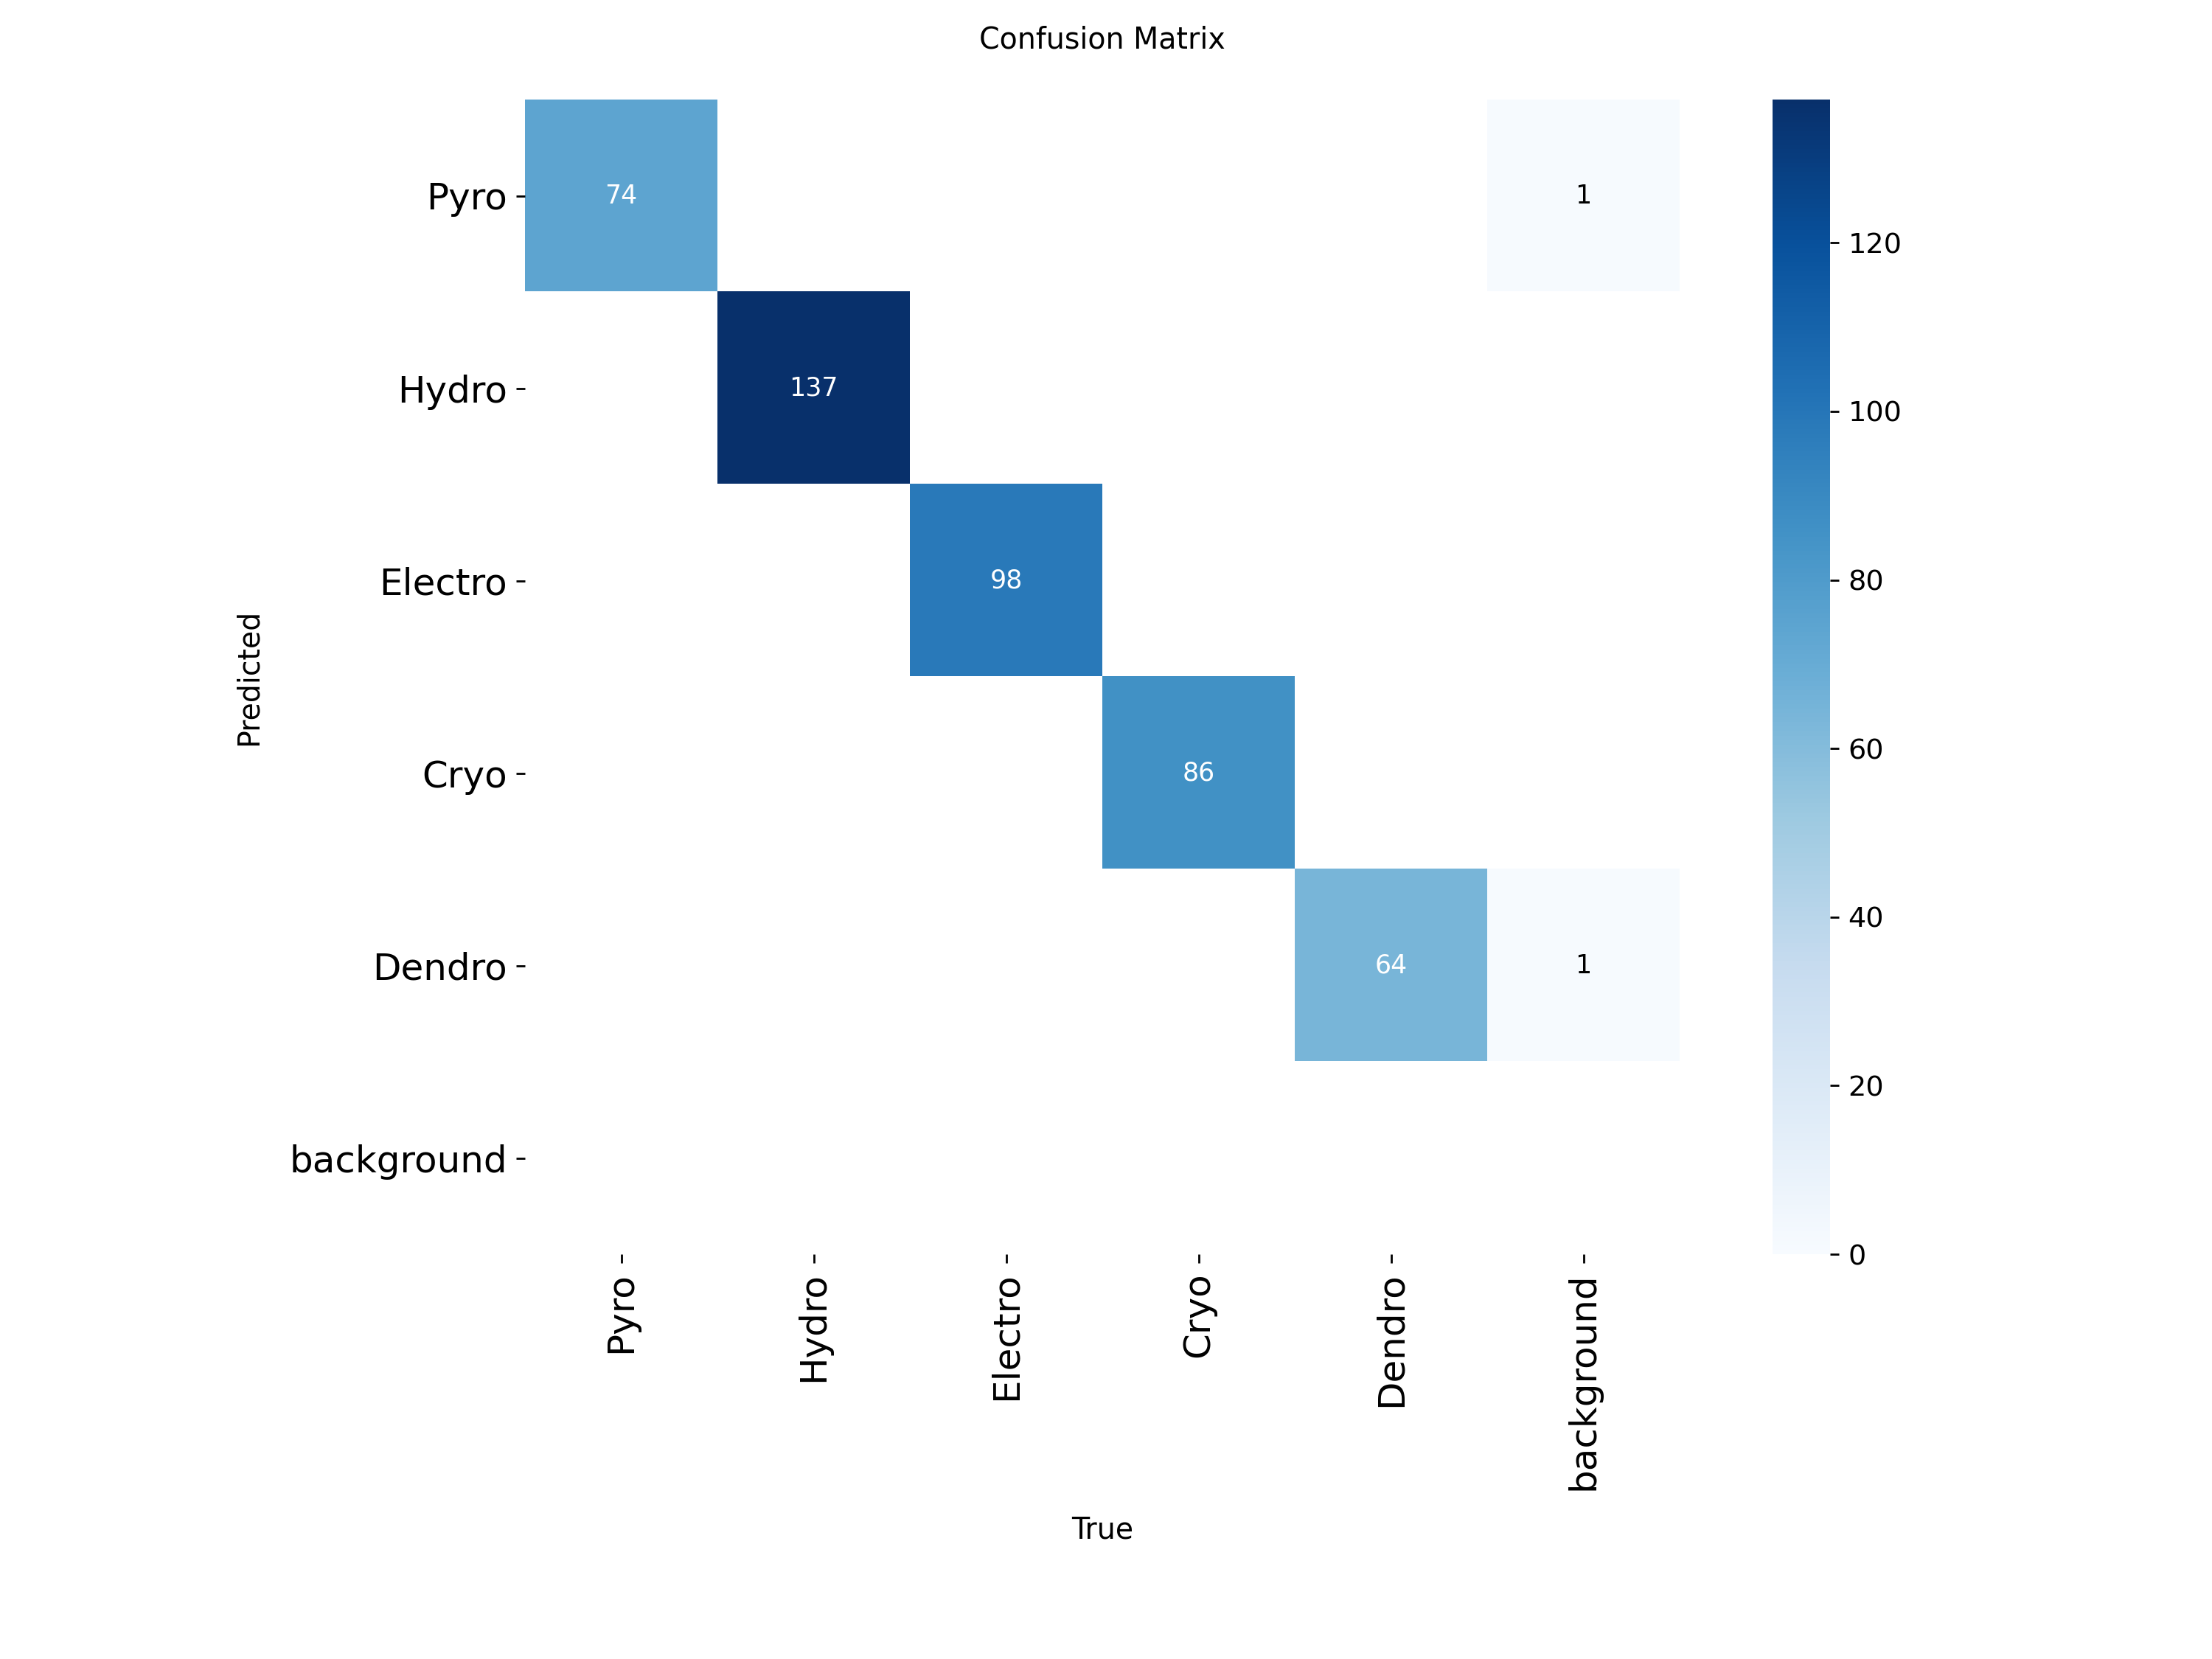 Confusion Matrix
Pyro
74
1
120
Hydro
137
100
Electro
98
80
Predicted
60
Cryo
86
40
Dendro
64
1
20
background
0
Pyro
Hydro
Electro
Cryo
Dendro
background
True